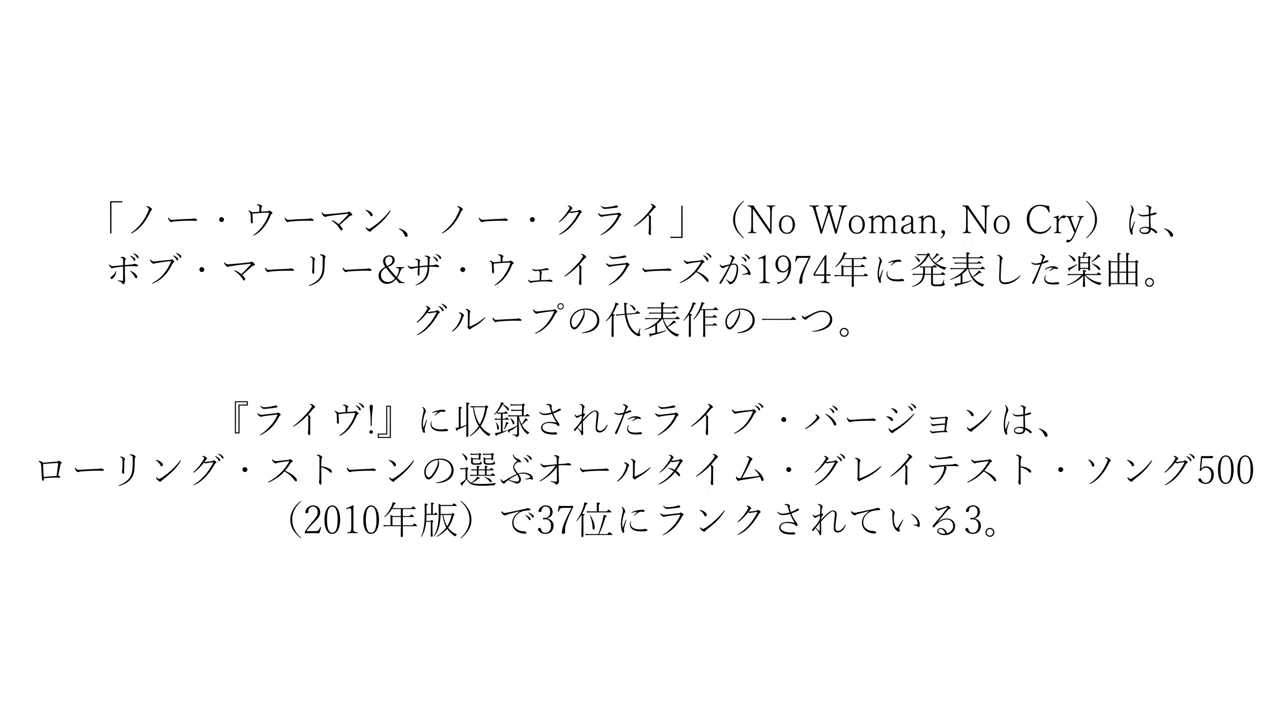 「ノー・ウーマン、ノー・クライ」（No Woman, No Cry）は、
ボブ・マーリー&ザ・ウェイラーズが1974年に発表した楽曲。
グループの代表作の一つ。
『ライヴ!』に収録されたライブ・バージョンは、
ローリング・ストーンの選ぶオールタイム・グレイテスト・ソング500
（2010年版）で37位にランクされている3。